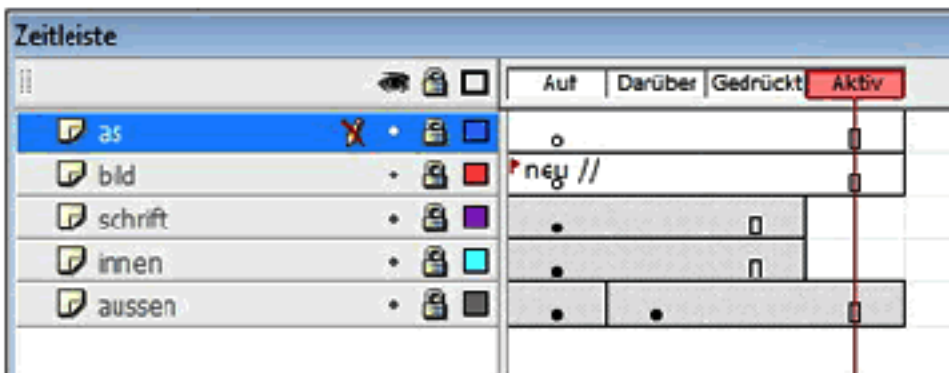 Zeitleiste
Auf Darüber Gedrückt Aktiv
as
bild neu //
schrift
innen
aussen